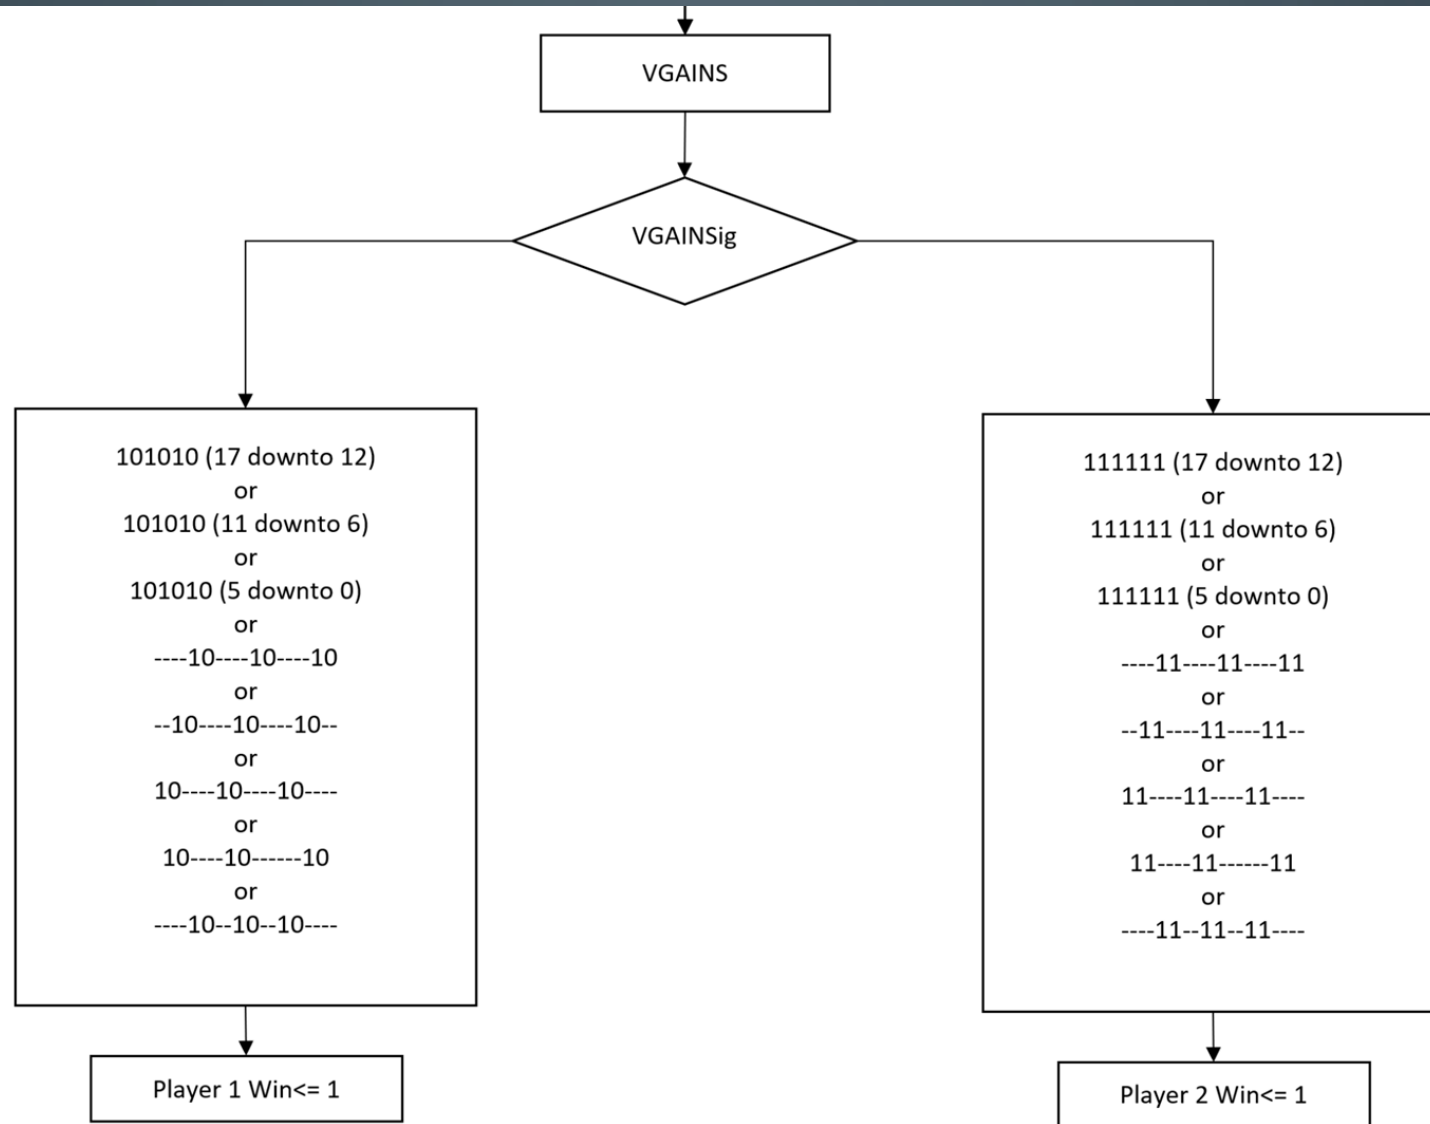 VGAINS
VGAINSig
101010 (17 downto 12)
or
101010 (11 downto 6)
or
101010 (5 downto 0)
or
----10----10----10
or
--10----10----10--
or
10----10----10----
or
10----10------10
or
----10--10--10----
Player 1 Win<= 1
111111 (17 downto 12)
or
111111 (11 downto 6)
or
111111 (5 downto 0)
or
----11----11----11
or
--11----11----11--
or
11----11----11----
or
11----11------11
or
----11--11--11----
Player 2 Win<= 1